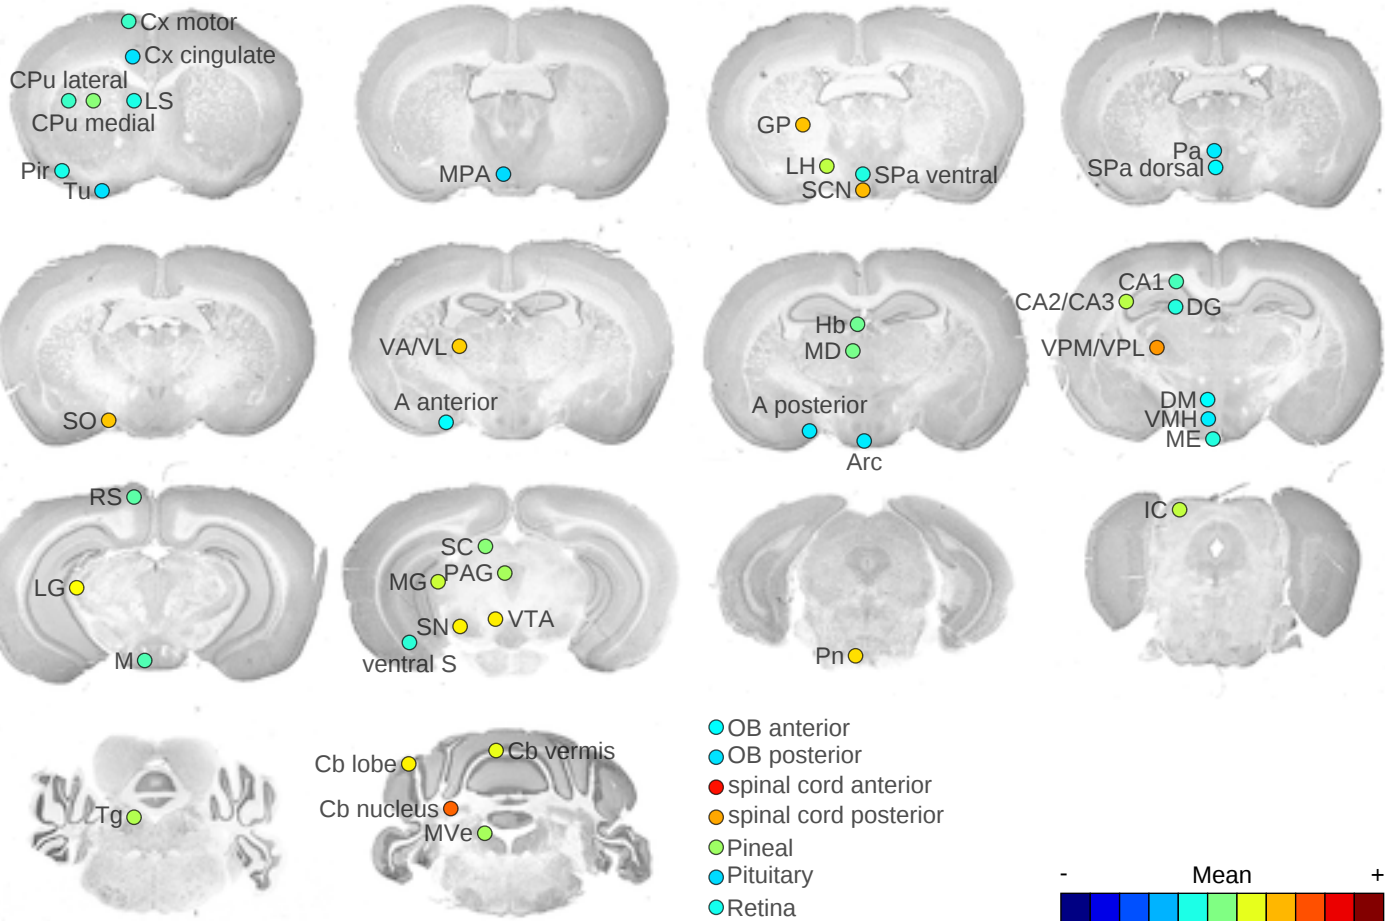 Cx motor
Cx cingulate
CPu lateral
LS
CPu medial
Pir
Tu
MPA
GP
LH
SPa ventral
SCN
Pa
SPa dorsal
SO
VA/VL
A anterior
Hb
MD
A posterior
Arc
CA1
CA2/CA3
DG
VPM/VPL
DM
VMH
ME
RS
LG
M
SC
PAG
MG
VTA
SN
ventral S
Pn
IC
Tg
Cb vermis
Cb lobe
Cb nucleus
MVe
OB anterior
OB posterior
spinal cord anterior
spinal cord posterior
Pineal
Pituitary
Retina
- Mean +